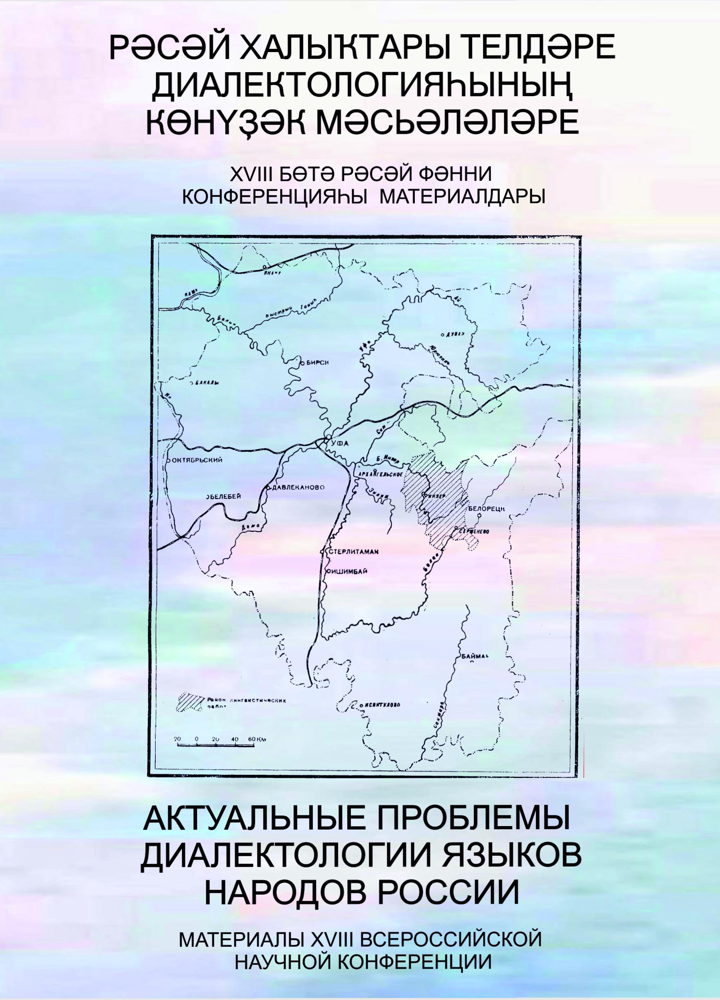 РӘСӘЙ ХАЛЫҠТАРЫ ТЕЛДӘРЕ
ДИАЛЕКТОЛОГИЯҺЫНЫҢ
КӨНҮҘӘК МӘСЬӘЛӘЛӘРЕ
XVIII БӨТӘ РӘСӘЙ ФӘННИ
КОНФЕРЕНЦИЯҺЫ МАТЕРИАЛДАРЫ
ЯНАУЛ
КАМА
Быстрый Танып
Белая
Ай
ДУВАН
Уфа
Юрюзань
БИРСК
БАКАЛЫ
Ик
Сим
УФА
ОКТЯБРЬСКИЙ
Б. Инзер
АРХАНГЕЛЬСКОЕ
ДАВЛЕКАНОВО
Зилим
БЕЛЕБЕЙ
ИНЗЕР
БЕЛОРЕЦК
Дема
СЕРМЕНЕВО
СТЕРЛИТАМАК
Белая
ИШИМБАЙ
БАЙМАК
Район лингвистических
работ
ИСЯНГУЛОВО
Сакмара
20 0 20 40 60 Км
АКТУАЛЬНЫЕ ПРОБЛЕМЫ
ДИАЛЕКТОЛОГИИ ЯЗЫКОВ
НАРОДОВ РОССИИ
МАТЕРИАЛЫ XVIII ВСЕРОССИЙСКОЙ
НАУЧНОЙ КОНФЕРЕНЦИИ